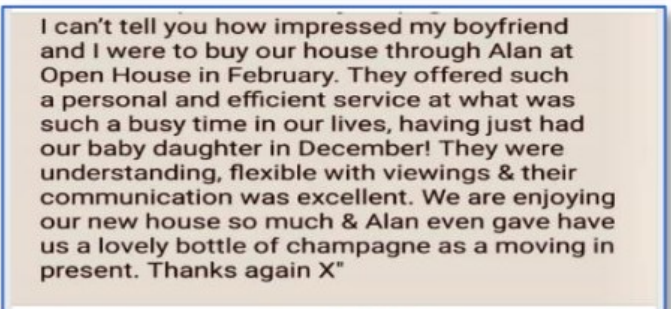 I can't tell you how impressed my boyfriend
and I were to buy our house through Alan at
Open House in February. They offered such
a personal and efficient service at what was
such a busy time in our lives, having just had
our baby daughter in December! They were
understanding, flexible with viewings & their
communication was excellent. We are enjoying
our new house so much & Alan even gave have
us a lovely bottle of champagne as a moving in
present. Thanks again X"